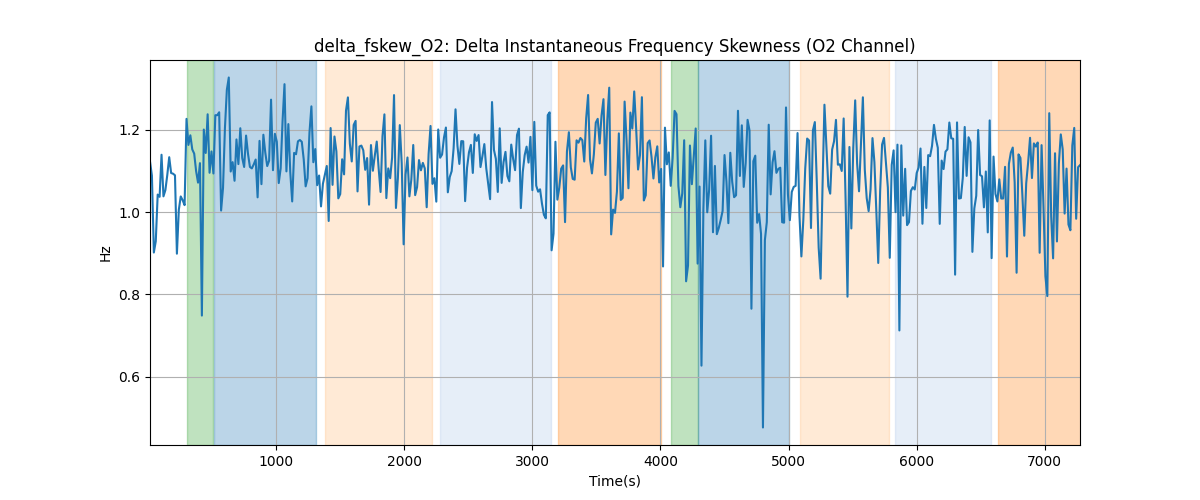 delta_fskew_O2: Delta Instantaneous Frequency Skewness (O2 Channel)
Hz
1.2
1.0
0.8
0.6
1000 2000 3000 4000 5000 6000 7000
Time(s)